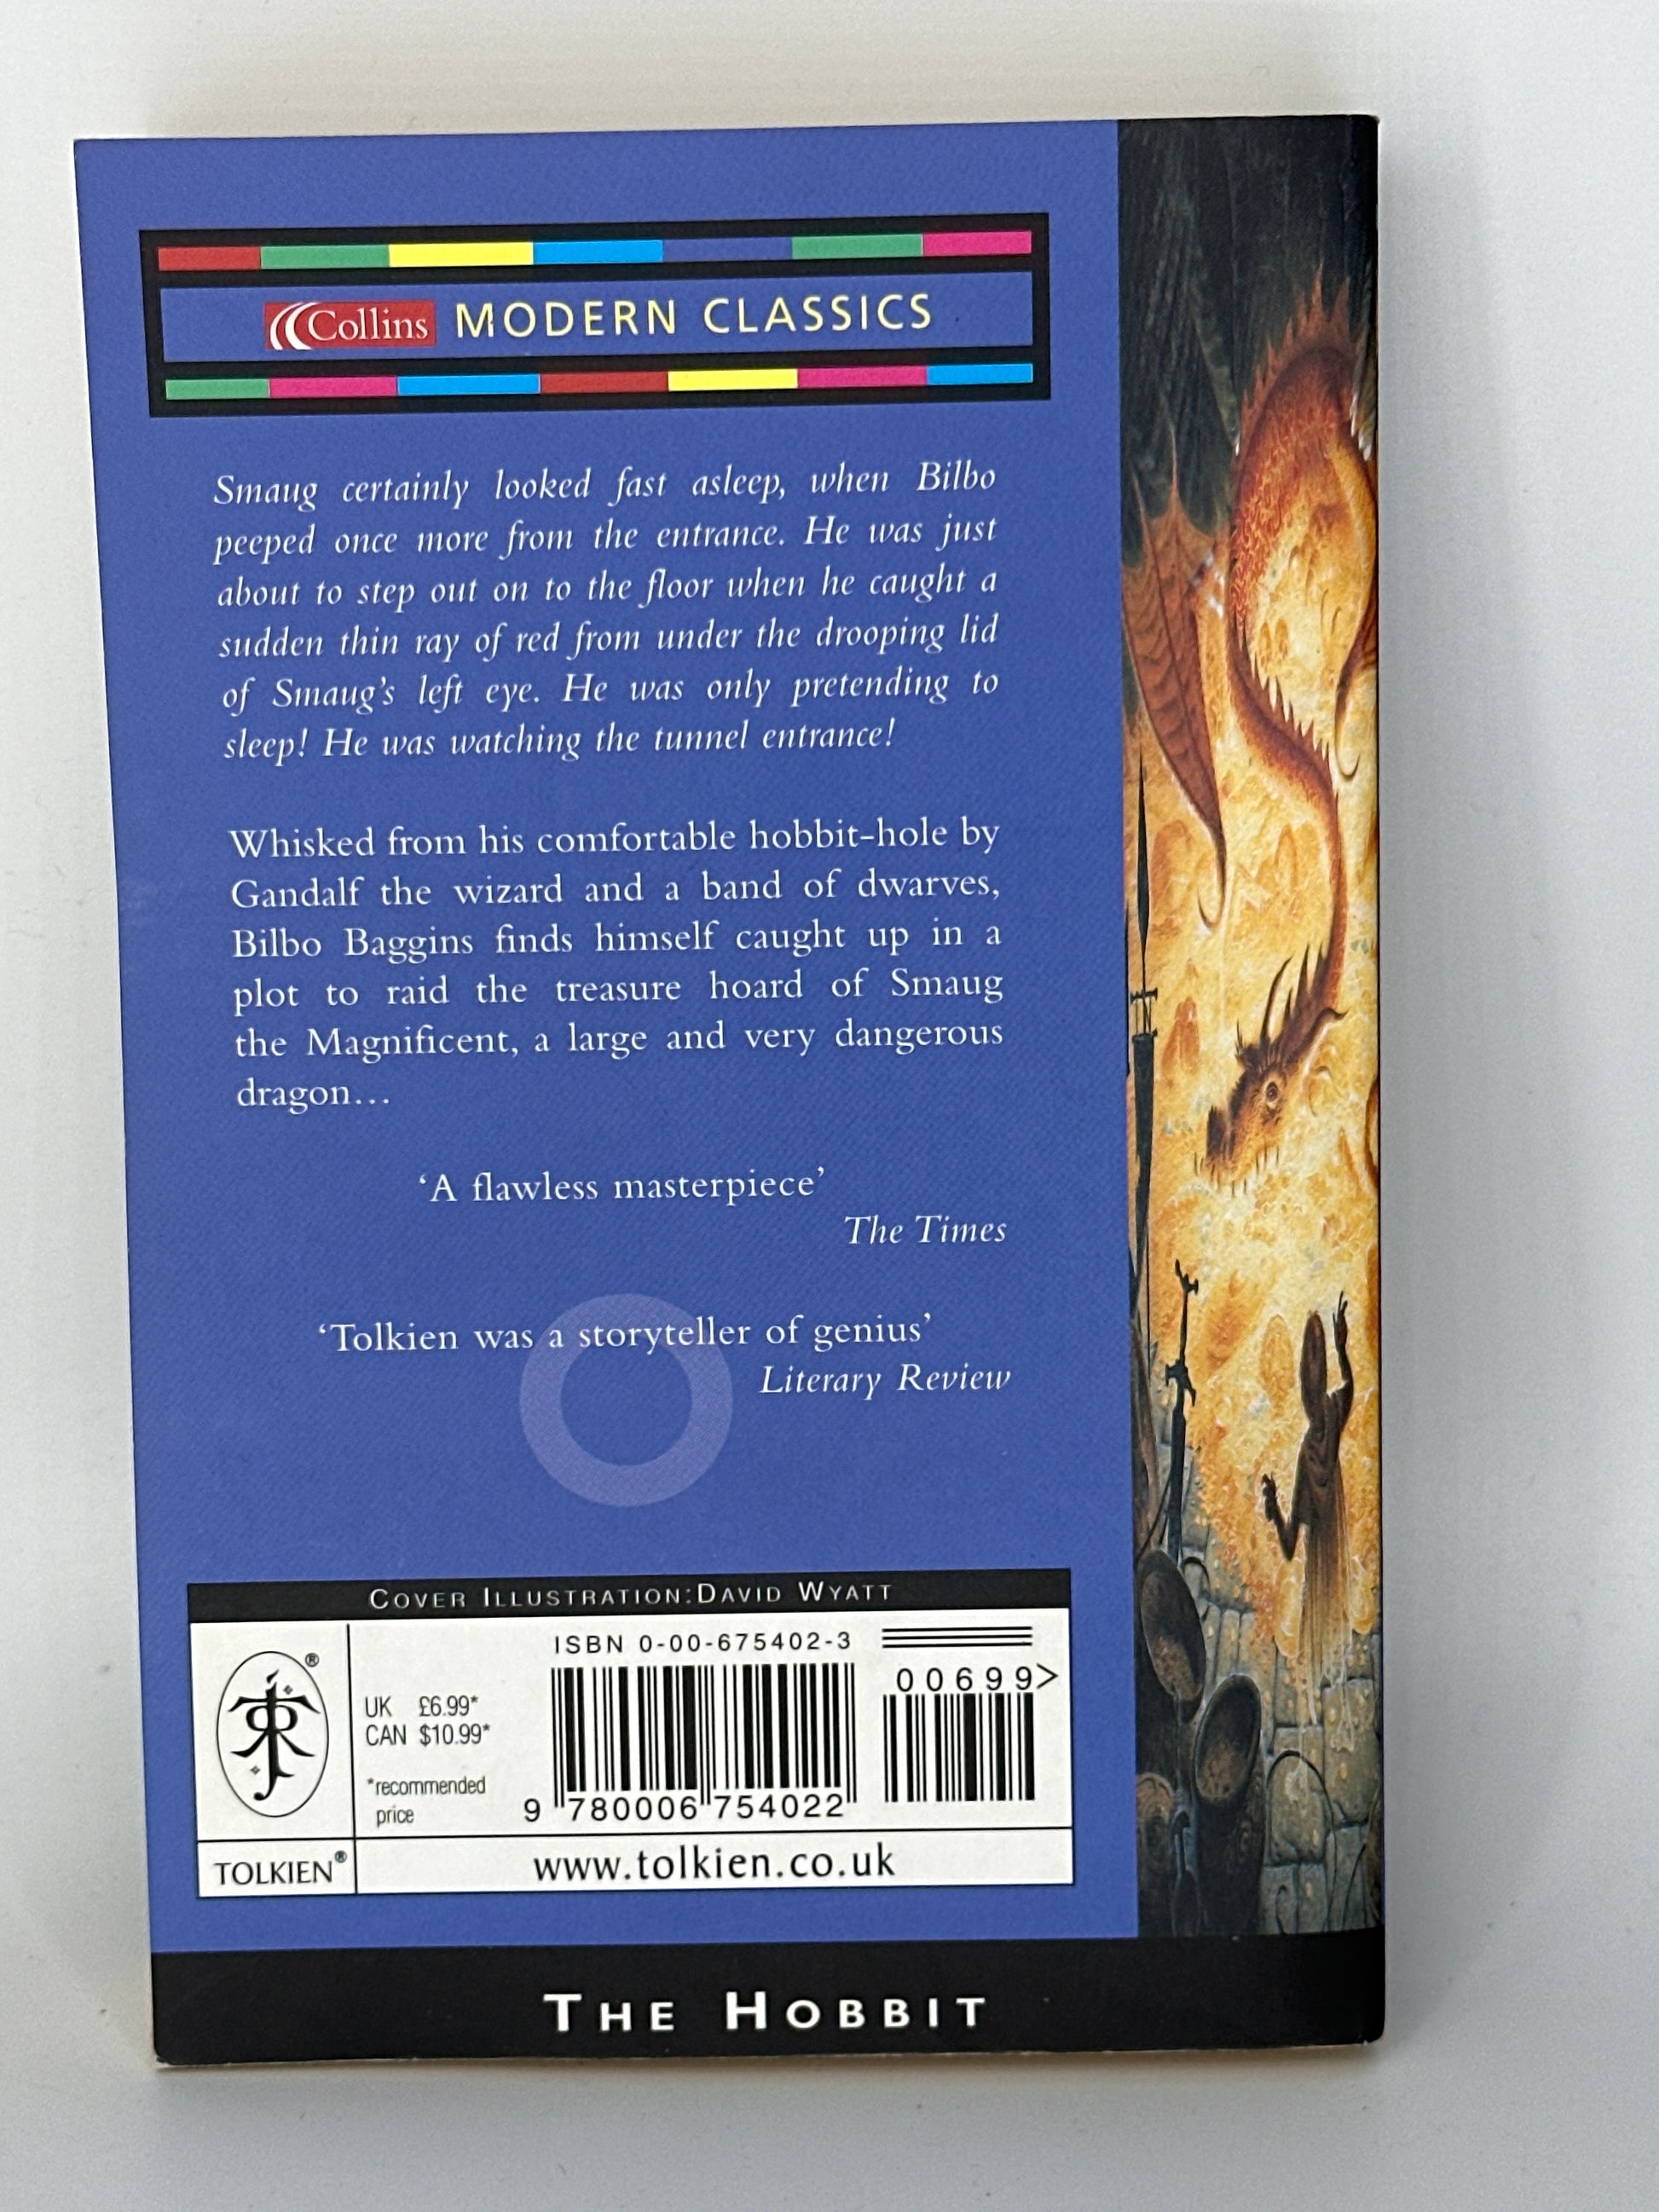 Collins MODERN CLASSICS
Smaug certainly looked fast asleep, when Bilbo
peeped once more from the entrance. He was just
about to step out on to the floor when he caught a
sudden thin ray of red from under the drooping lid
of Smaug’s left eye. He was only pretending to
sleep! He was watching the tunnel entrance!
Whisked from his comfortable hobbit-hole by
Gandalf the wizard and a band of dwarves,
Bilbo Baggins finds himself caught up in a
plot to raid the treasure hoard of Smaug
the Magnificent, a large and very dangerous
dragon…
‘A flawless masterpiece’
The Times
‘Tolkien was a storyteller of genius’
Literary Review
COVER ILLUSTRATION:DAVID WYATT
ISBN 0-00-675402-3
00699>
UK £6.99*
CAN $10.99*
*recommended
price
9 780006 754022
®
TOLKIEN®
www.tolkien.co.uk
THE HOBBIT